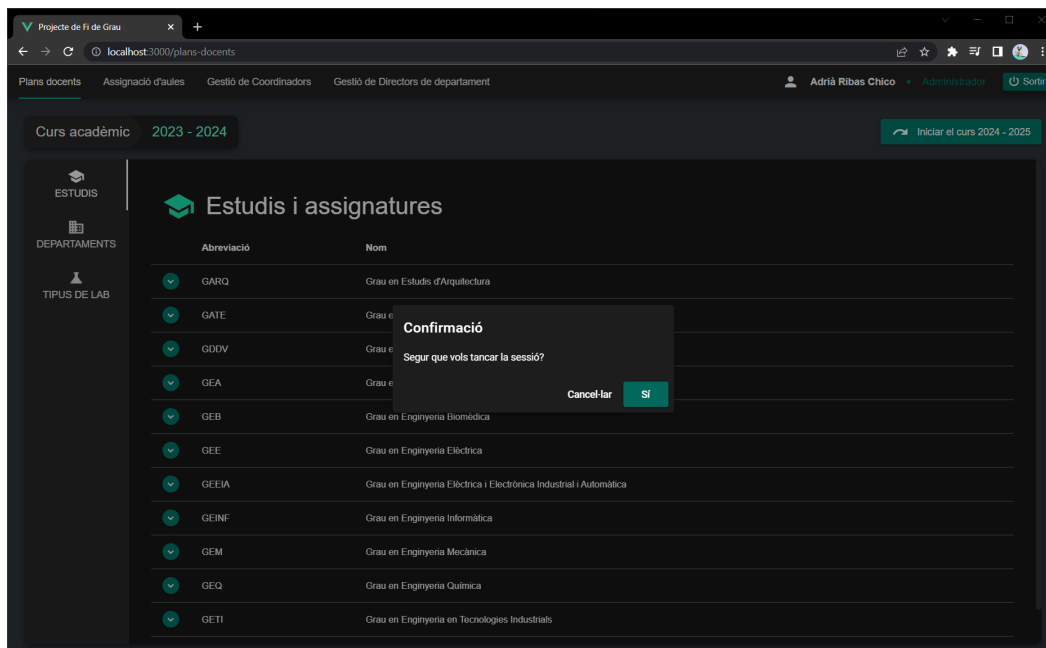 Projecte de Fi de Grau
localhost:3000/plans-docents
Plans docents Assignació d'aules Gestió de Coordinadors Gestió de Directors de departament Adrià Ribas Chico • Administrador Sortir
Curs acadèmic 2023 - 2024 Iniciar el curs 2024 - 2025
ESTUDIS
DEPARTAMENTS
TIPUS DE LAB
Estudis i assignatures
Abreviació Nom
GARQ Grau en Estudis d'Arquitectura
GATE Grau e
GDDV Grau e
GEA Grau e
GEB Grau en Enginyeria Biomèdica
GEE Grau en Enginyeria Elèctrica
GEEIA Grau en Enginyeria Elèctrica i Electrònica Industrial i Automàtica
GEINF Grau en Enginyeria Informàtica
GEM Grau en Enginyeria Mecànica
GEQ Grau en Enginyeria Química
GETI Grau en Enginyeria en Tecnologies Industrials
Confirmació
Segur que vols tancar la sessió?
Cancel·lar Sí